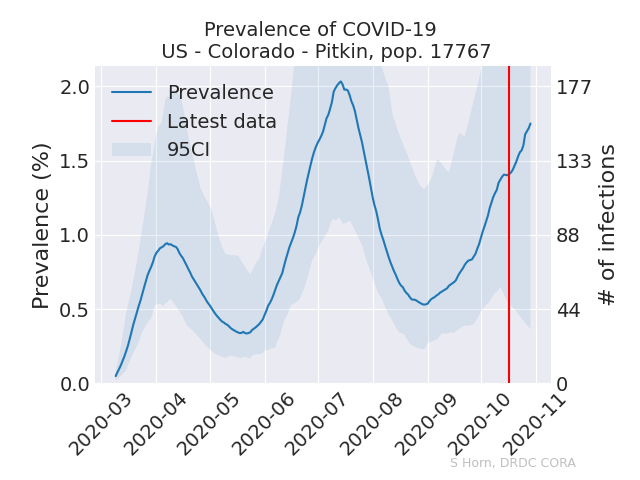 Prevalence of COVID-19
US - Colorado - Pitkin, pop. 17767
Prevalence
Latest data
95CI
Prevalence (%)
2.0
1.5
1.0
0.5
0.0
177
133
88
44
0
# of infections
2020-03
2020-04
2020-05
2020-06
2020-07
2020-08
2020-09
2020-10
2020-11
S Horn, DRDC CORA